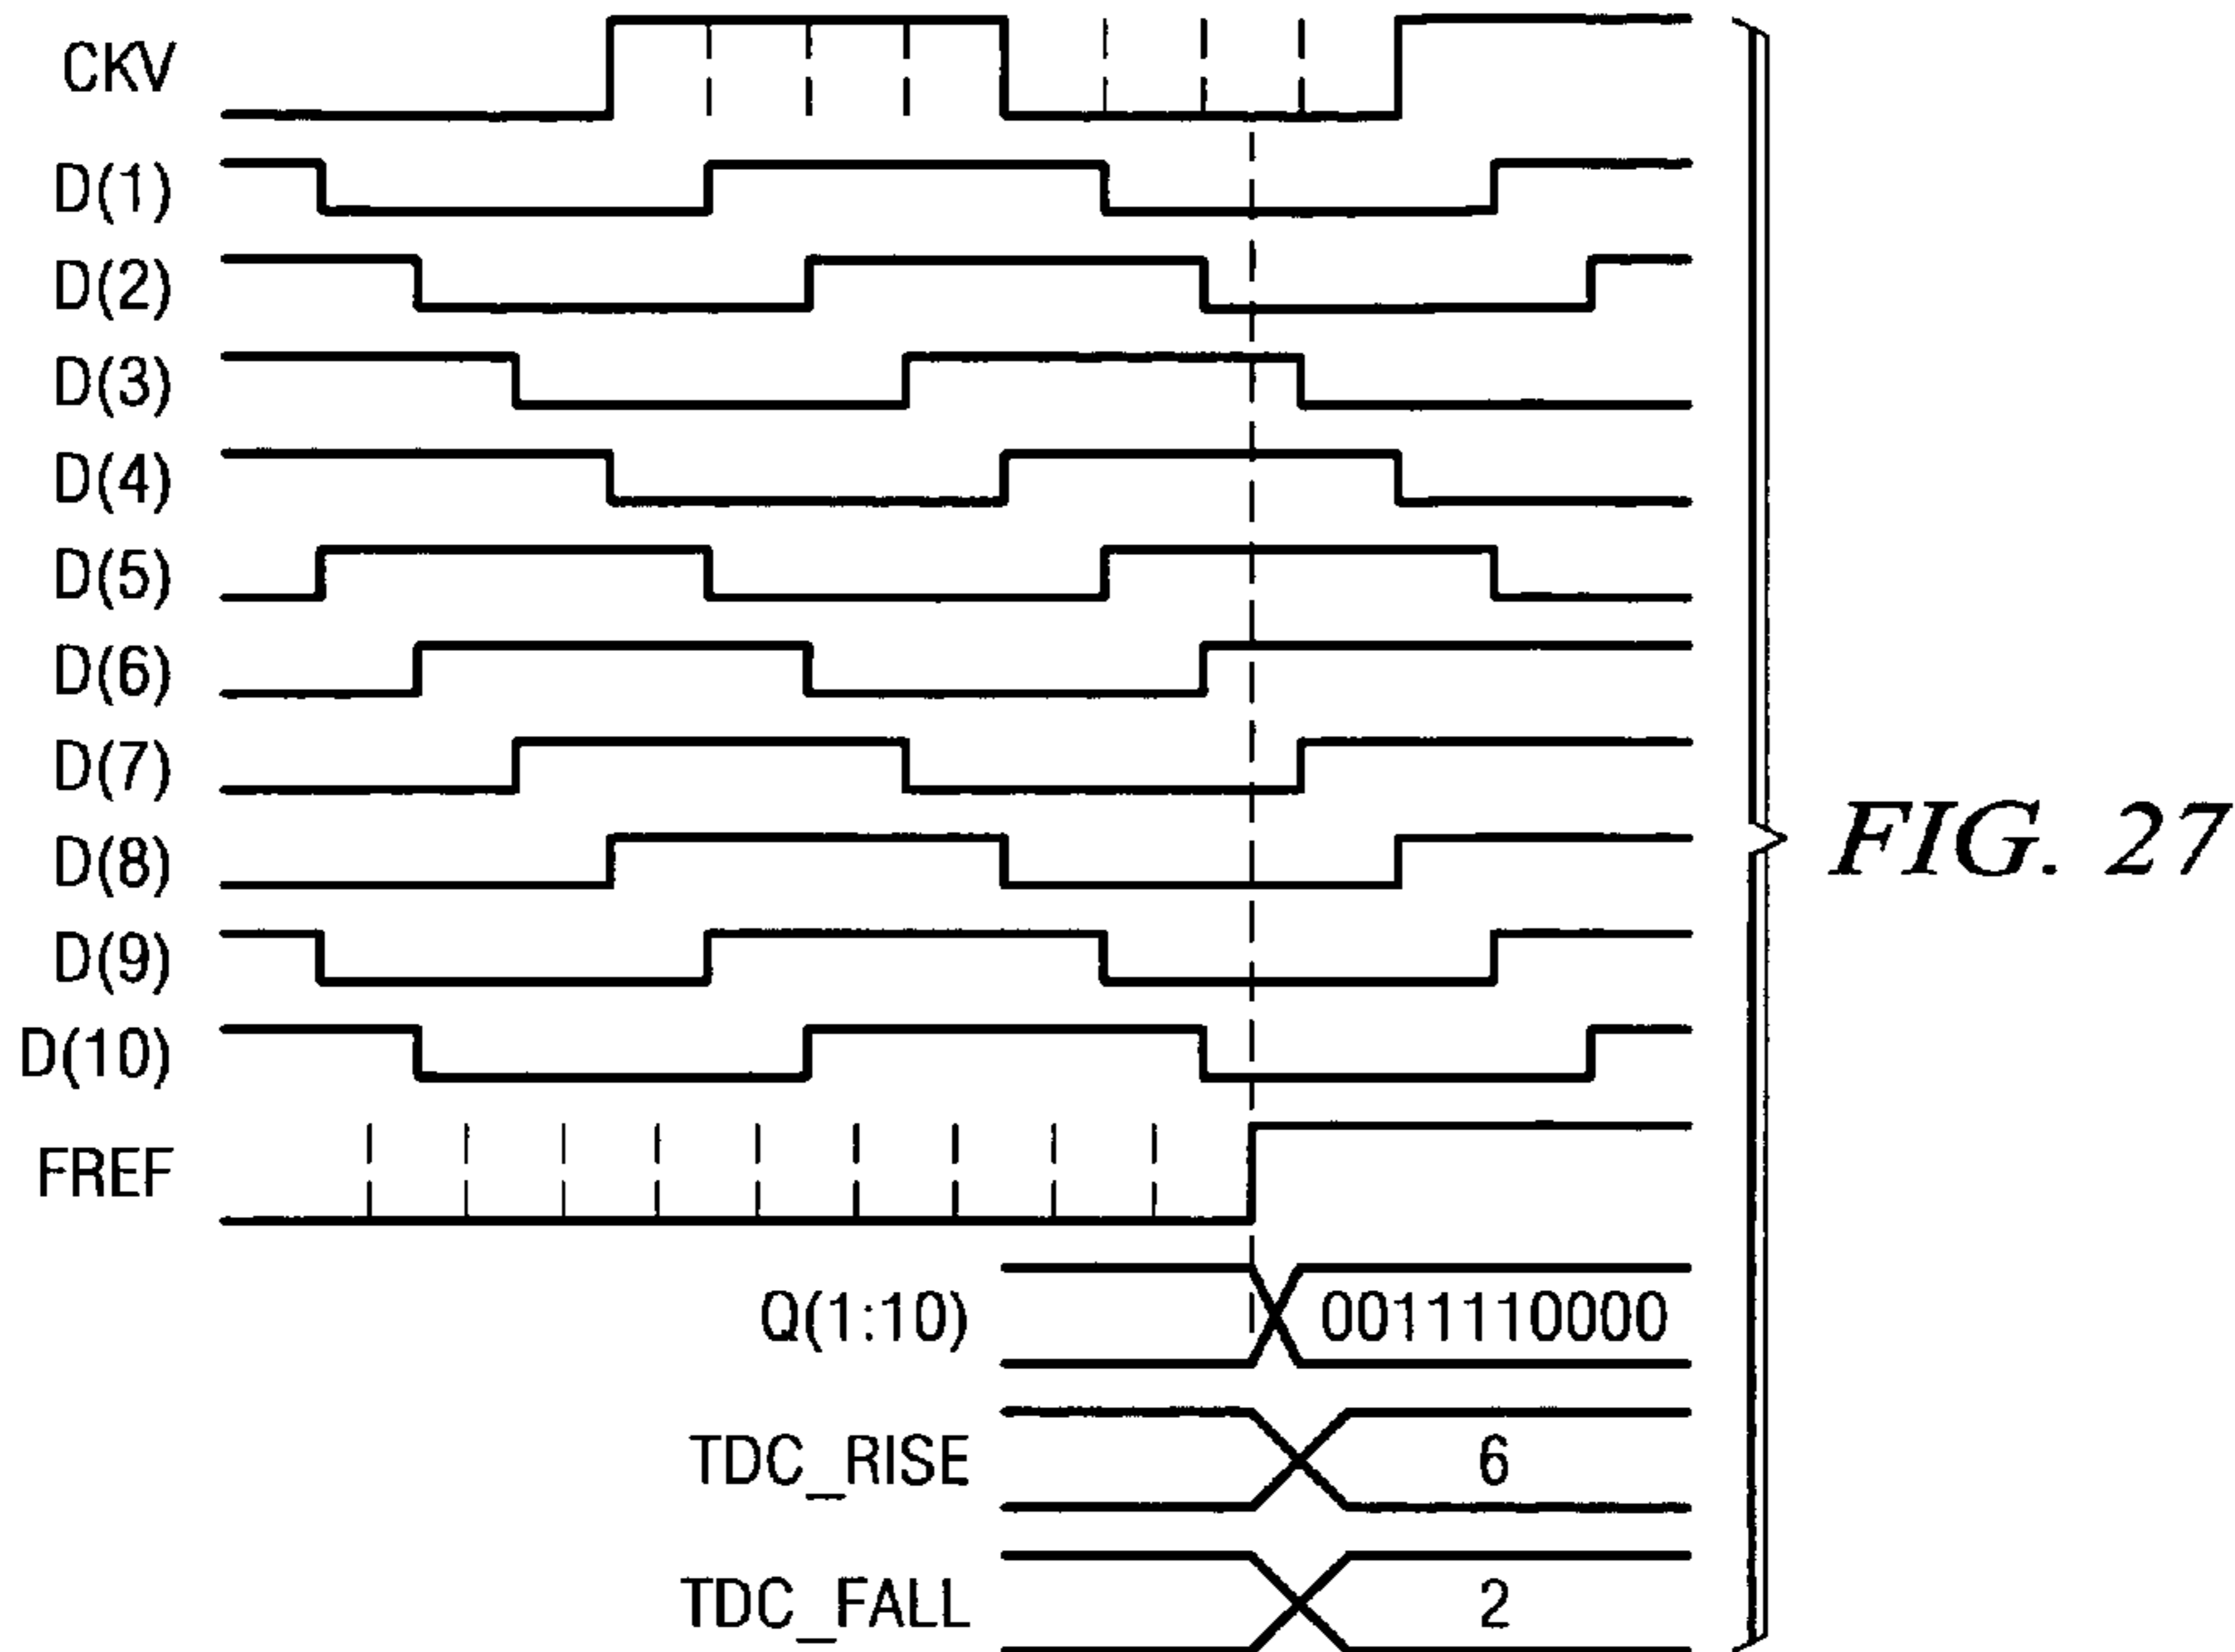 CKV
D(1)
D(2)
D(3)
D(4)
D(5)
D(6)
D(7)
D(8)
D(9)
D(10)
FREF
Q(1:10) 0011110000
TDC_RISE 6
TDC_FALL 2
FIG. 27